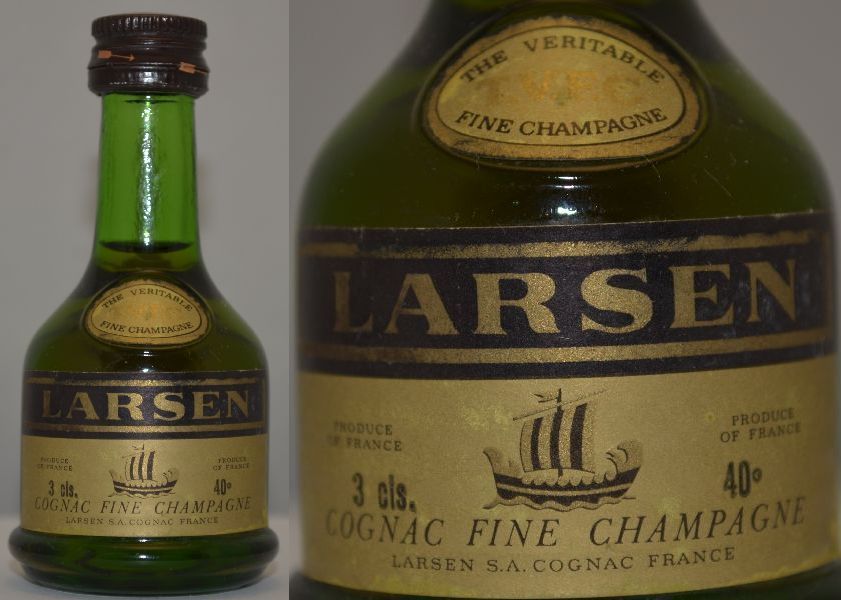 THE VERITABLE
FINE CHAMPAGNE
LARSEN
PRODUCE
OF FRANCE
PRODUCE
OF FRANCE
3 cls.
40°
COGNAC FINE CHAMPAGNE
LARSEN S.A. COGNAC FRANCE
THE VERITABLE
FINE CHAMPAGNE
LARSEN
PRODUCE
OF FRANCE
PRODUCE
OF FRANCE
3 cls.
40°
COGNAC FINE CHAMPAGNE
LARSEN S.A. COGNAC FRANCE